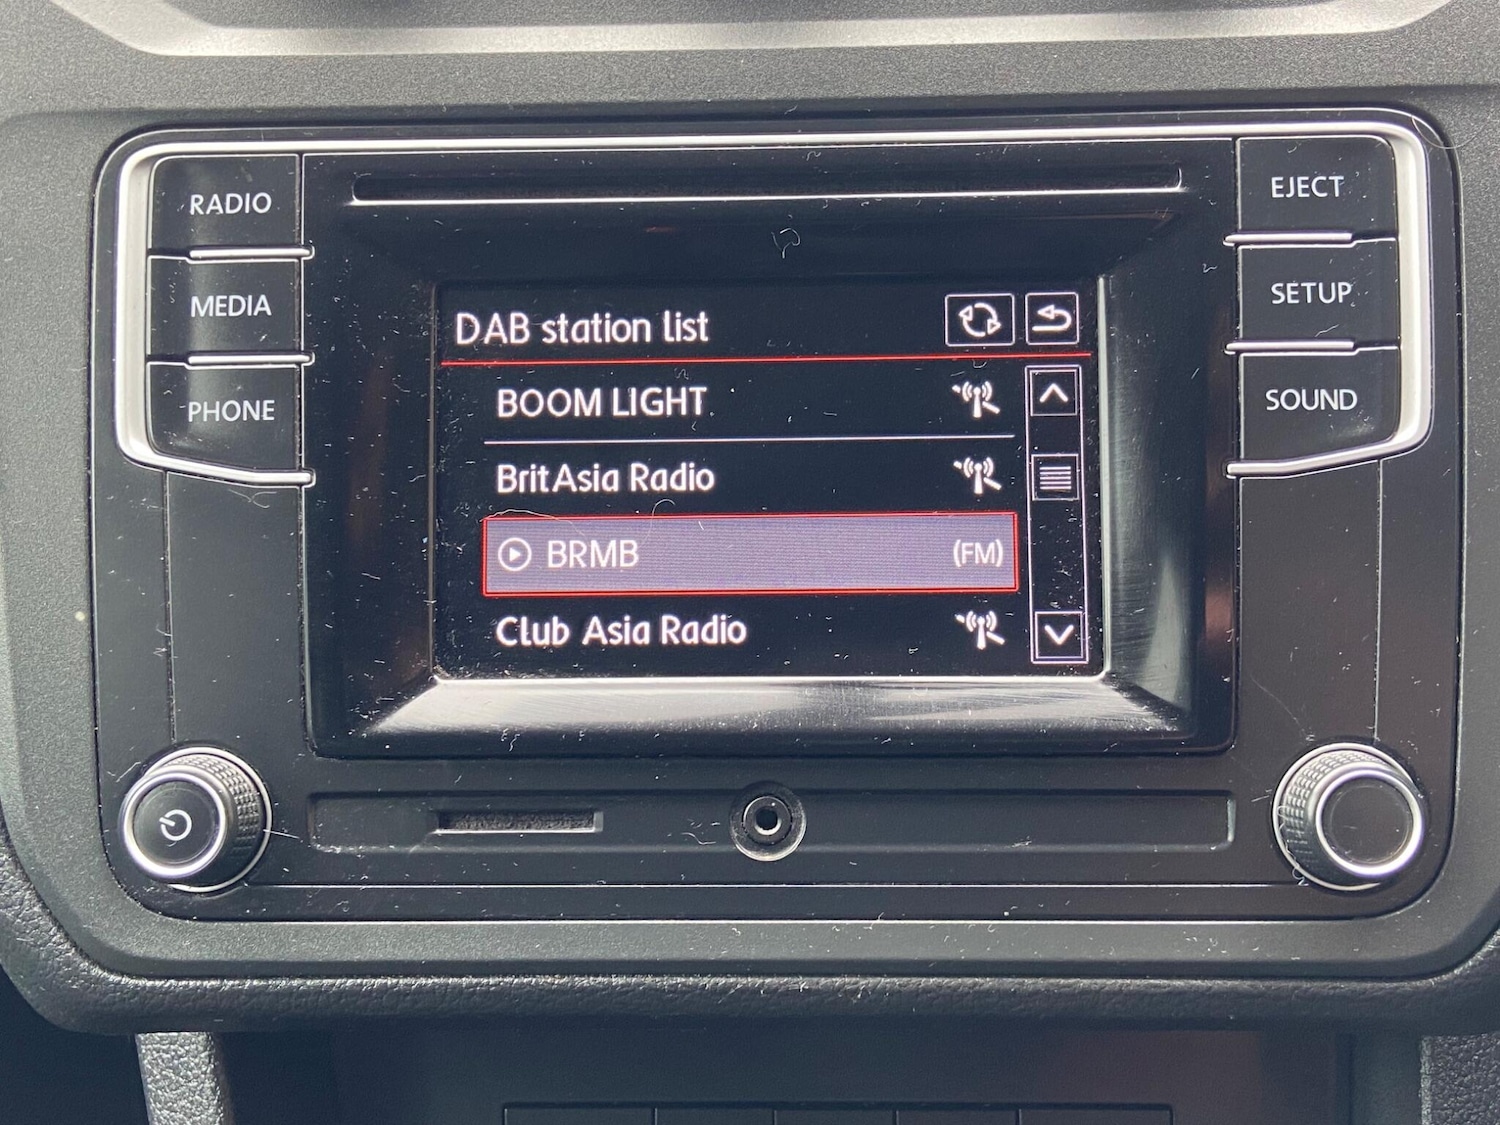 RADIO
MEDIA
PHONE
EJECT
SETUP
SOUND
DAB station list
BOOM LIGHT
BritAsia Radio
BRMB (FM)
Club Asia Radio